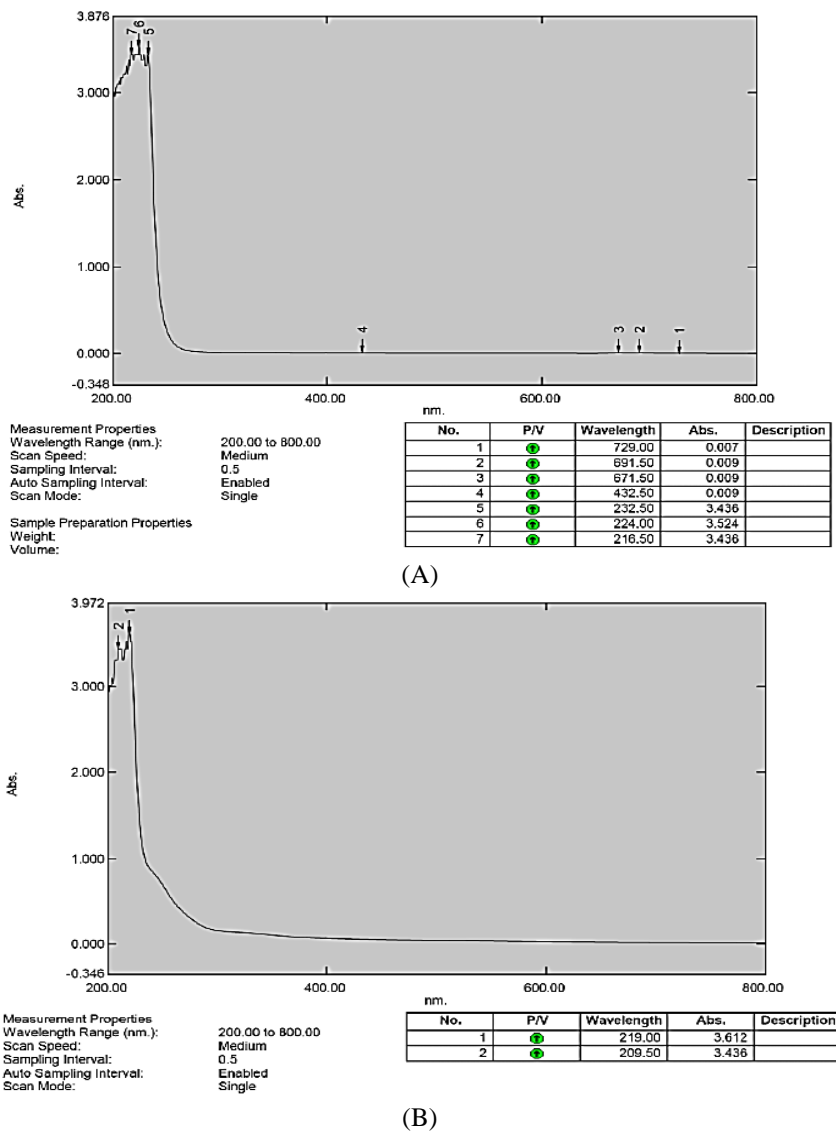 3.876
7
6
5
3.000
2.000
Abs.
1.000
4
3
2
1
0.000
-0.348
200.00
400.00
600.00
800.00
nm.
Measurement Properties
Wavelength Range (nm.): 200.00 to 800.00
Scan Speed: Medium
Sampling Interval: 0.5
Auto Sampling Interval: Enabled
Scan Mode: Single
Sample Preparation Properties
Weight:
Volume:
No. P/V Wavelength Abs. Description
1 729.00 0.007
2 691.50 0.009
3 671.50 0.009
4 432.50 0.009
5 232.50 3.436
6 224.00 3.524
7 216.50 3.436
(A)
3.972
2
1
3.000
2.000
Abs.
1.000
0.000
-0.346
200.00
400.00
600.00
800.00
nm.
Measurement Properties
Wavelength Range (nm.): 200.00 to 800.00
Scan Speed: Medium
Sampling Interval: 0.5
Auto Sampling Interval: Enabled
Scan Mode: Single
No. P/V Wavelength Abs. Description
1 219.00 3.612
2 209.50 3.436
(B)